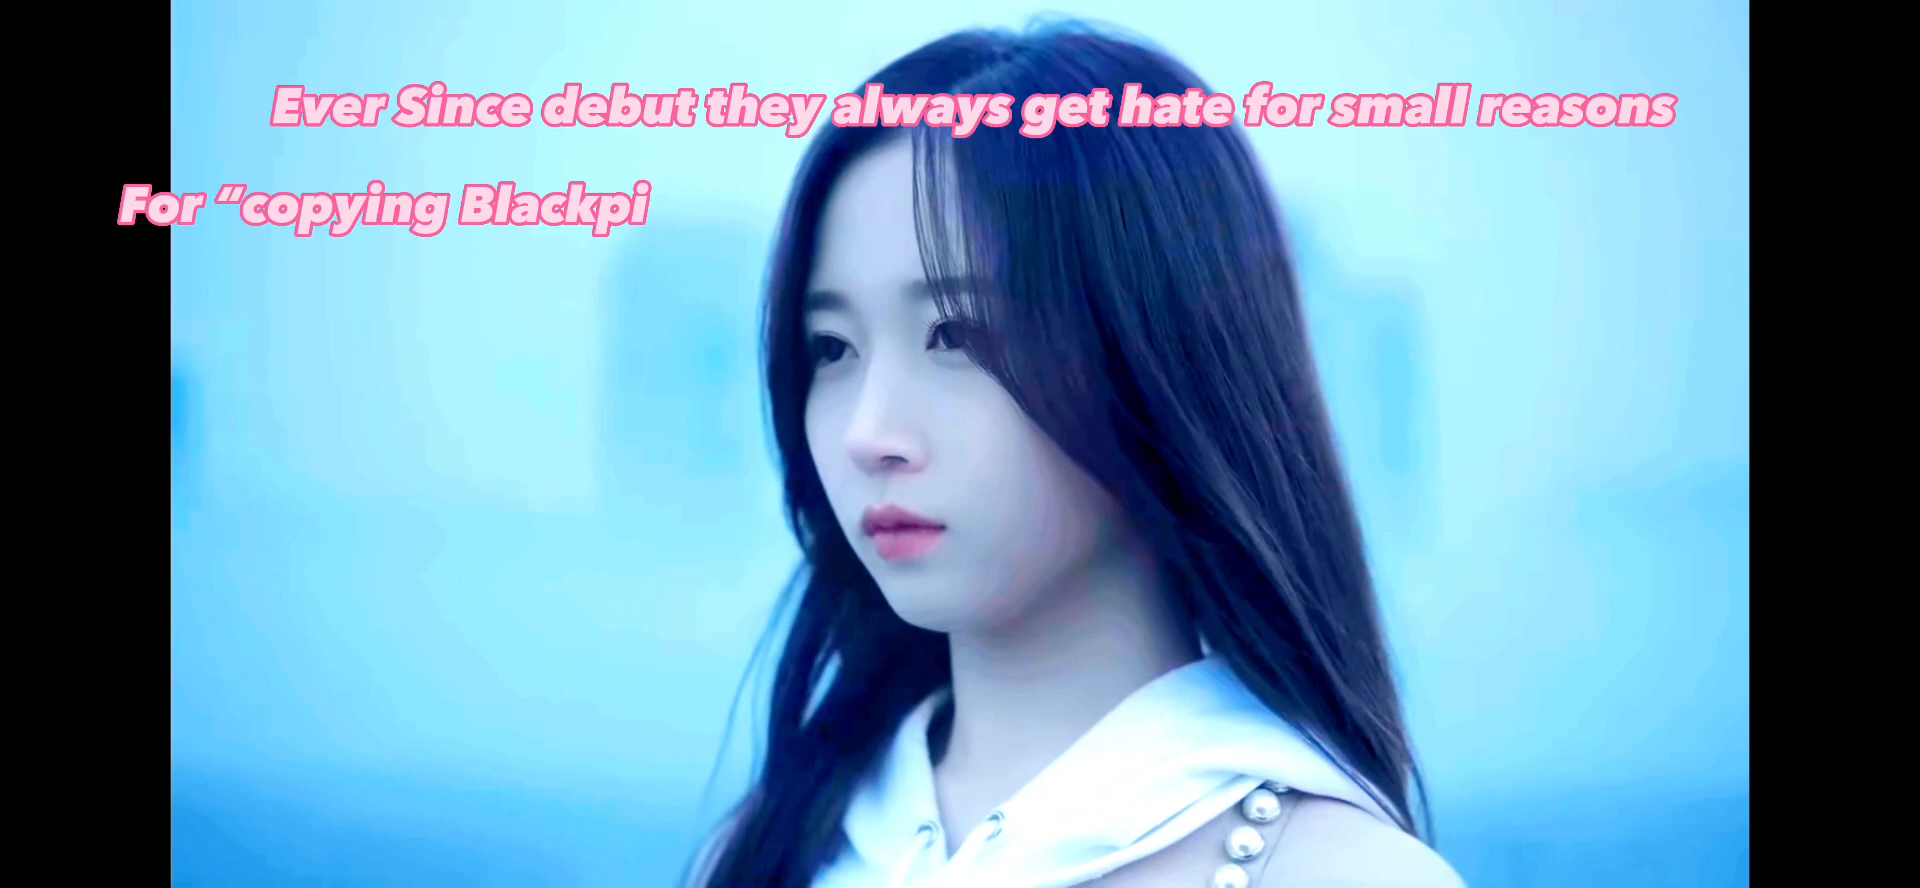 Ever Since debut they always get hate for small reasons
For “copying Blackpi